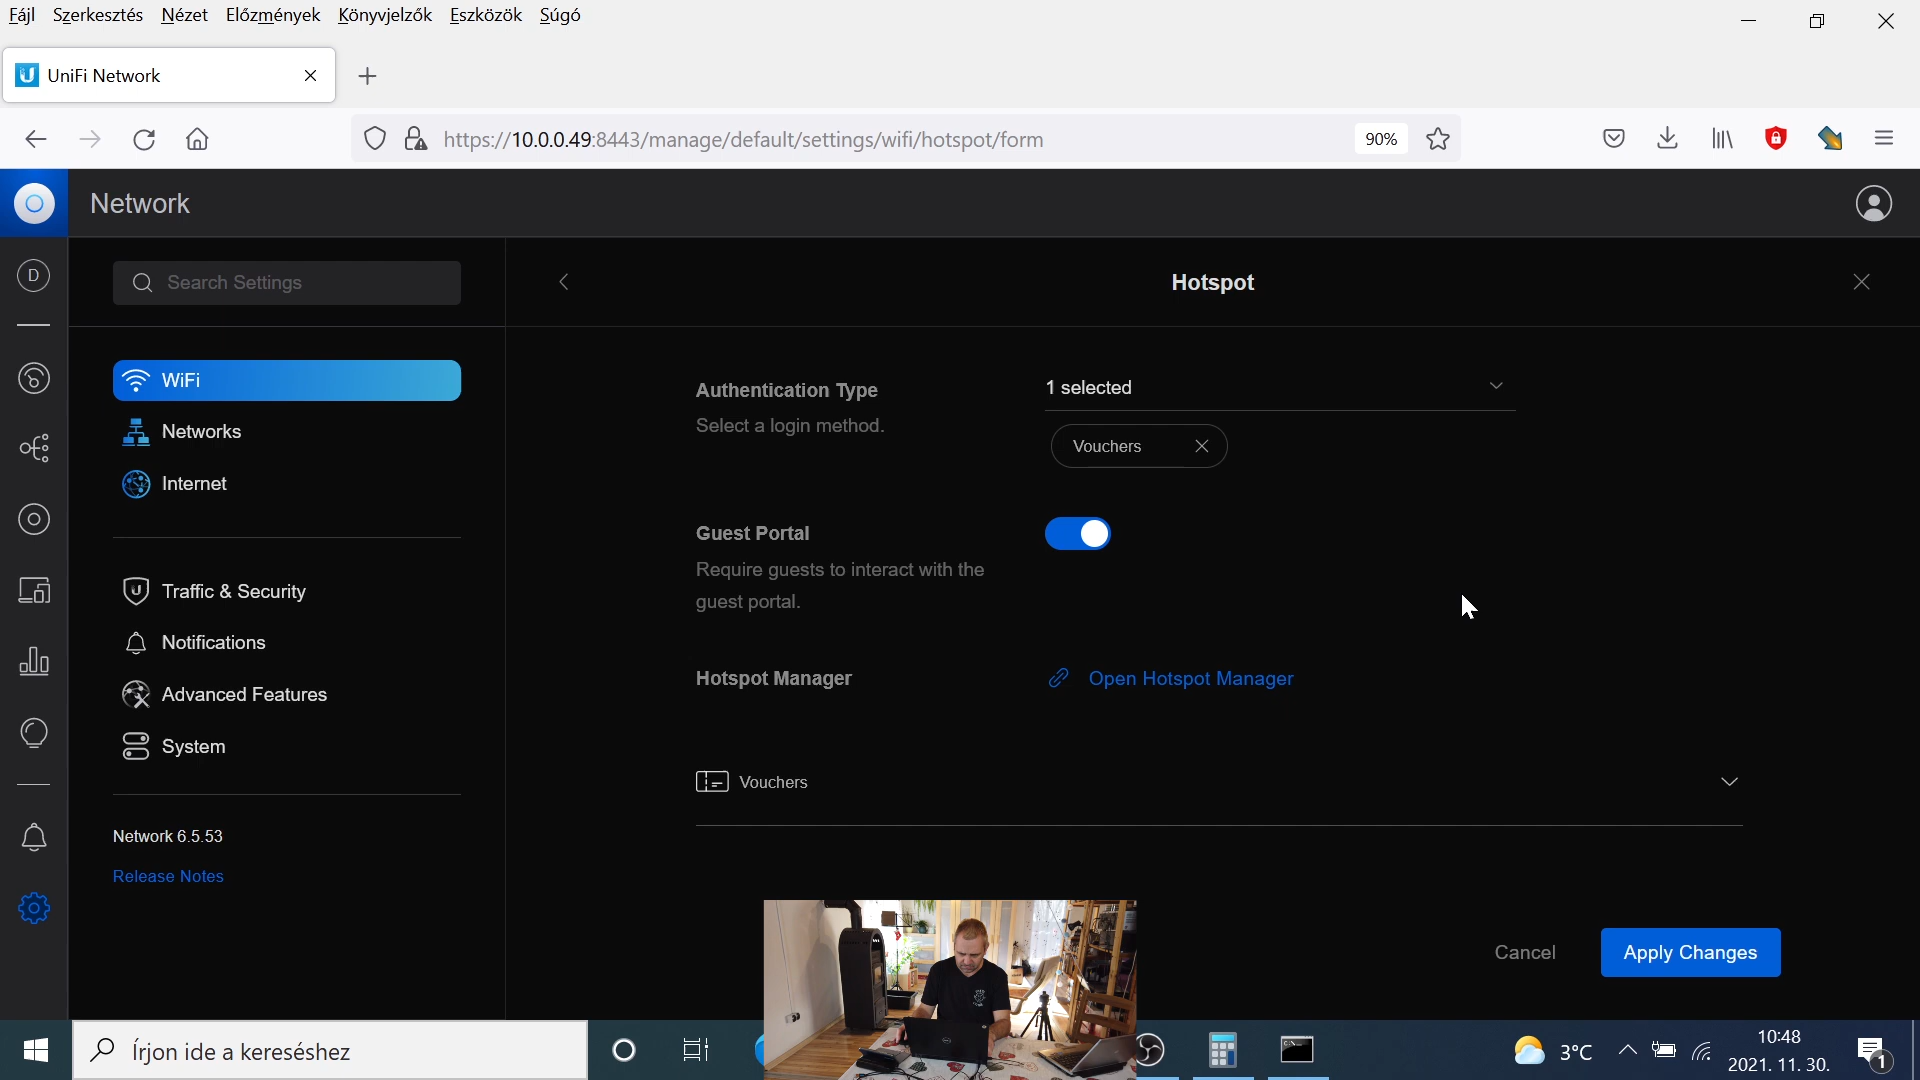 Fájl Szerkesztés Nézet Előzmények Könyvjelzők Eszközök Súgó
UniFi Network
https://10.0.0.49:8443/manage/default/settings/wifi/hotspot/form
90%
Network
D
Search Settings
Hotspot
WiFi
Networks
Internet
Traffic & Security
Notifications
Advanced Features
System
Network 6.5.53
Release Notes
Authentication Type
Select a login method.
1 selected
Vouchers
Guest Portal
Require guests to interact with the
guest portal.
Hotspot Manager
Open Hotspot Manager
Vouchers
Cancel
Apply Changes
Írjon ide a kereséshez
3°C
10:48
2021. 11. 30.
1